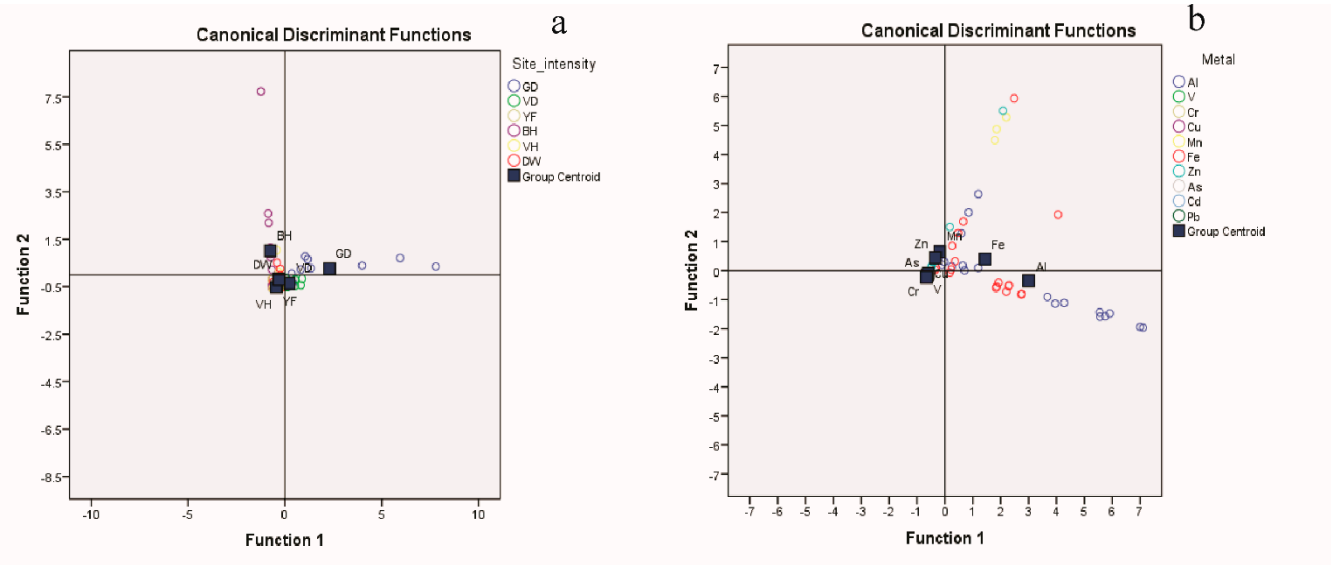 a
Canonical Discriminant Functions
Site_intensity
GD
VD
YF
BH
VH
DW
Group Centroid
7.5
5.5
3.5
1.5
-0.5
-2.5
-4.5
-6.5
-8.5
Function 2
BH
GD
DW
VD
VH
YF
-10
-5
0
5
10
Function 1
b
Canonical Discriminant Functions
Metal
Al
V
Cr
Cu
Mn
Fe
Zn
As
Cd
Pb
Group Centroid
7
6
5
4
3
2
1
0
-1
-2
-3
-4
-5
-6
-7
Function 2
Zn
Mn
Fe
As
Al
Cu
Cr
V
-7
-6
-5
-4
-3
-2
-1
0
1
2
3
4
5
6
7
Function 1